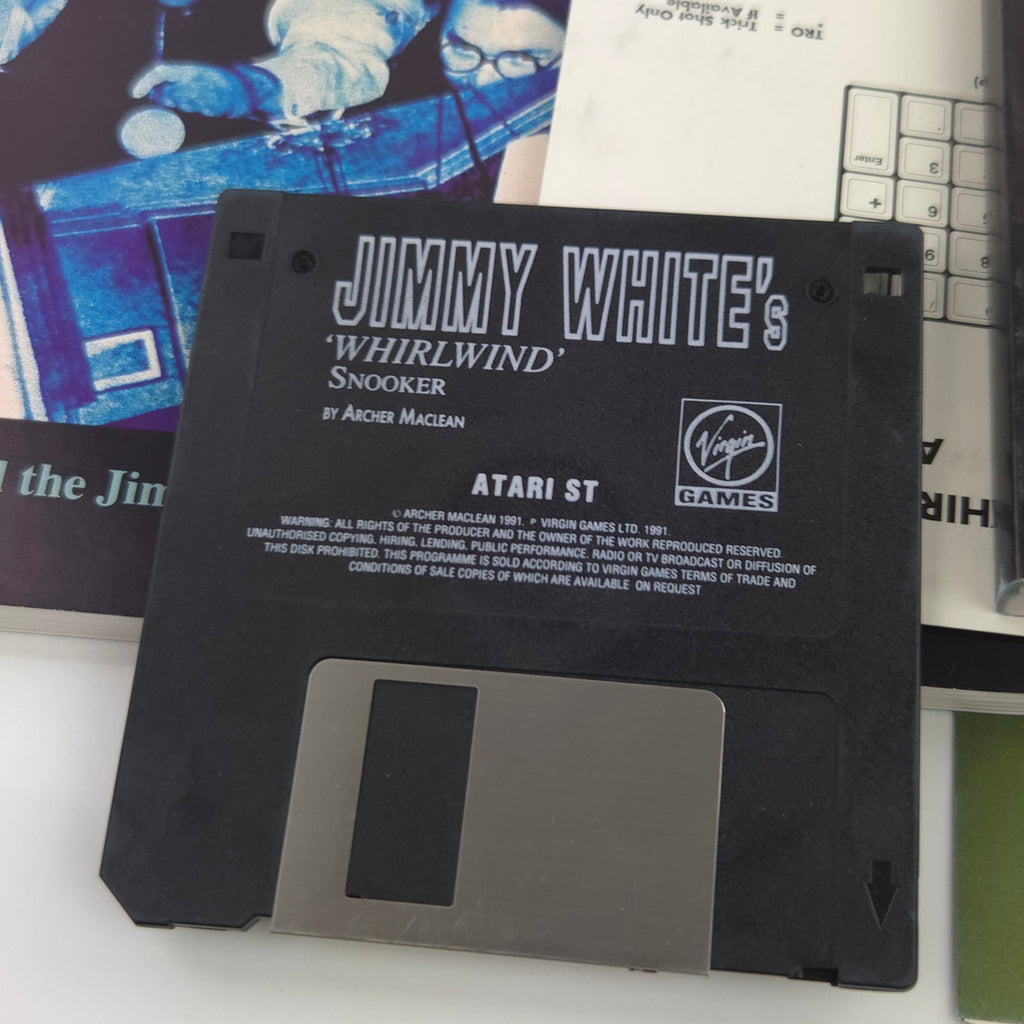 TRO = Trick Shot Only
= If Available
Enter
3
+
6
9
8
JIMMY WHITE's
'WHIRLWIND'
SNOOKER
BY ARCHER MACLEAN
Virgin
GAMES
ATARI ST
© ARCHER MACLEAN 1991. P VIRGIN GAMES LTD. 1991.
WARNING: ALL RIGHTS OF THE PRODUCER AND THE OWNER OF THE WORK REPRODUCED RESERVED.
UNAUTHORISED COPYING. HIRING. LENDING. PUBLIC PERFORMANCE. RADIO OR TV BROADCAST OR DIFFUSION OF
THIS DISK PROHIBITED. THIS PROGRAMME IS SOLD ACCORDING TO VIRGIN GAMES TERMS OF TRADE AND
CONDITIONS OF SALE COPIES OF WHICH ARE AVAILABLE ON REQUEST
the Jim
A
HIR